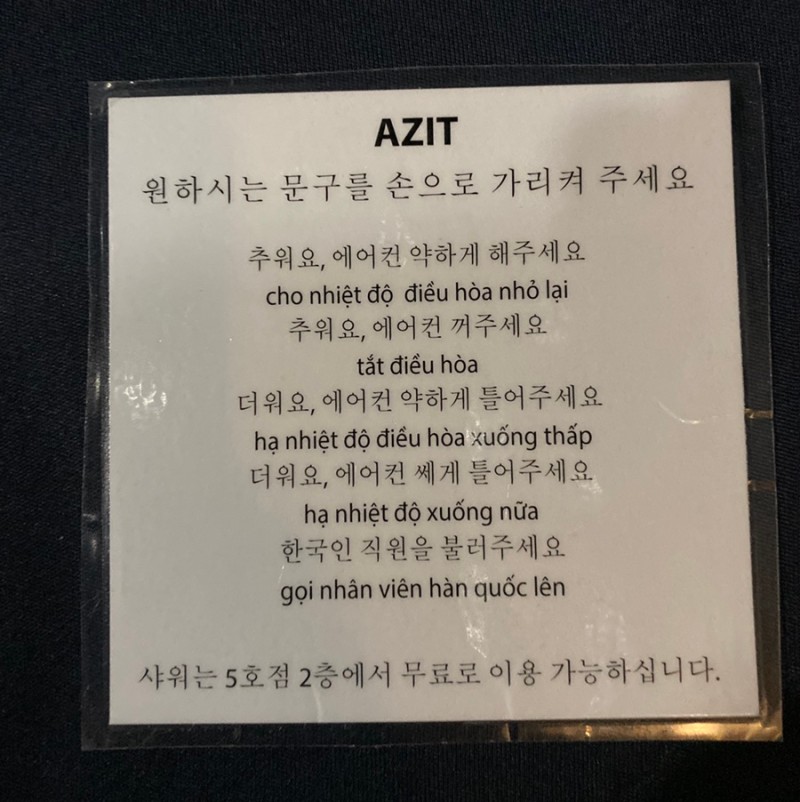 AZIT
원하시는 문구를 손으로 가리켜 주세요
추워요, 에어컨 약하게 해주세요
cho nhiệt độ điều hòa nhỏ lại
추워요, 에어컨 꺼주세요
tắt điều hòa
더워요, 에어컨 약하게 틀어주세요
hạ nhiệt độ điều hòa xuống thấp
더워요, 에어컨 쎄게 틀어주세요
hạ nhiệt độ xuống nữa
한국인 직원을 불러주세요
gọi nhân viên hàn quốc lên
샤워는 5호점 2층에서 무료로 이용 가능하십니다.